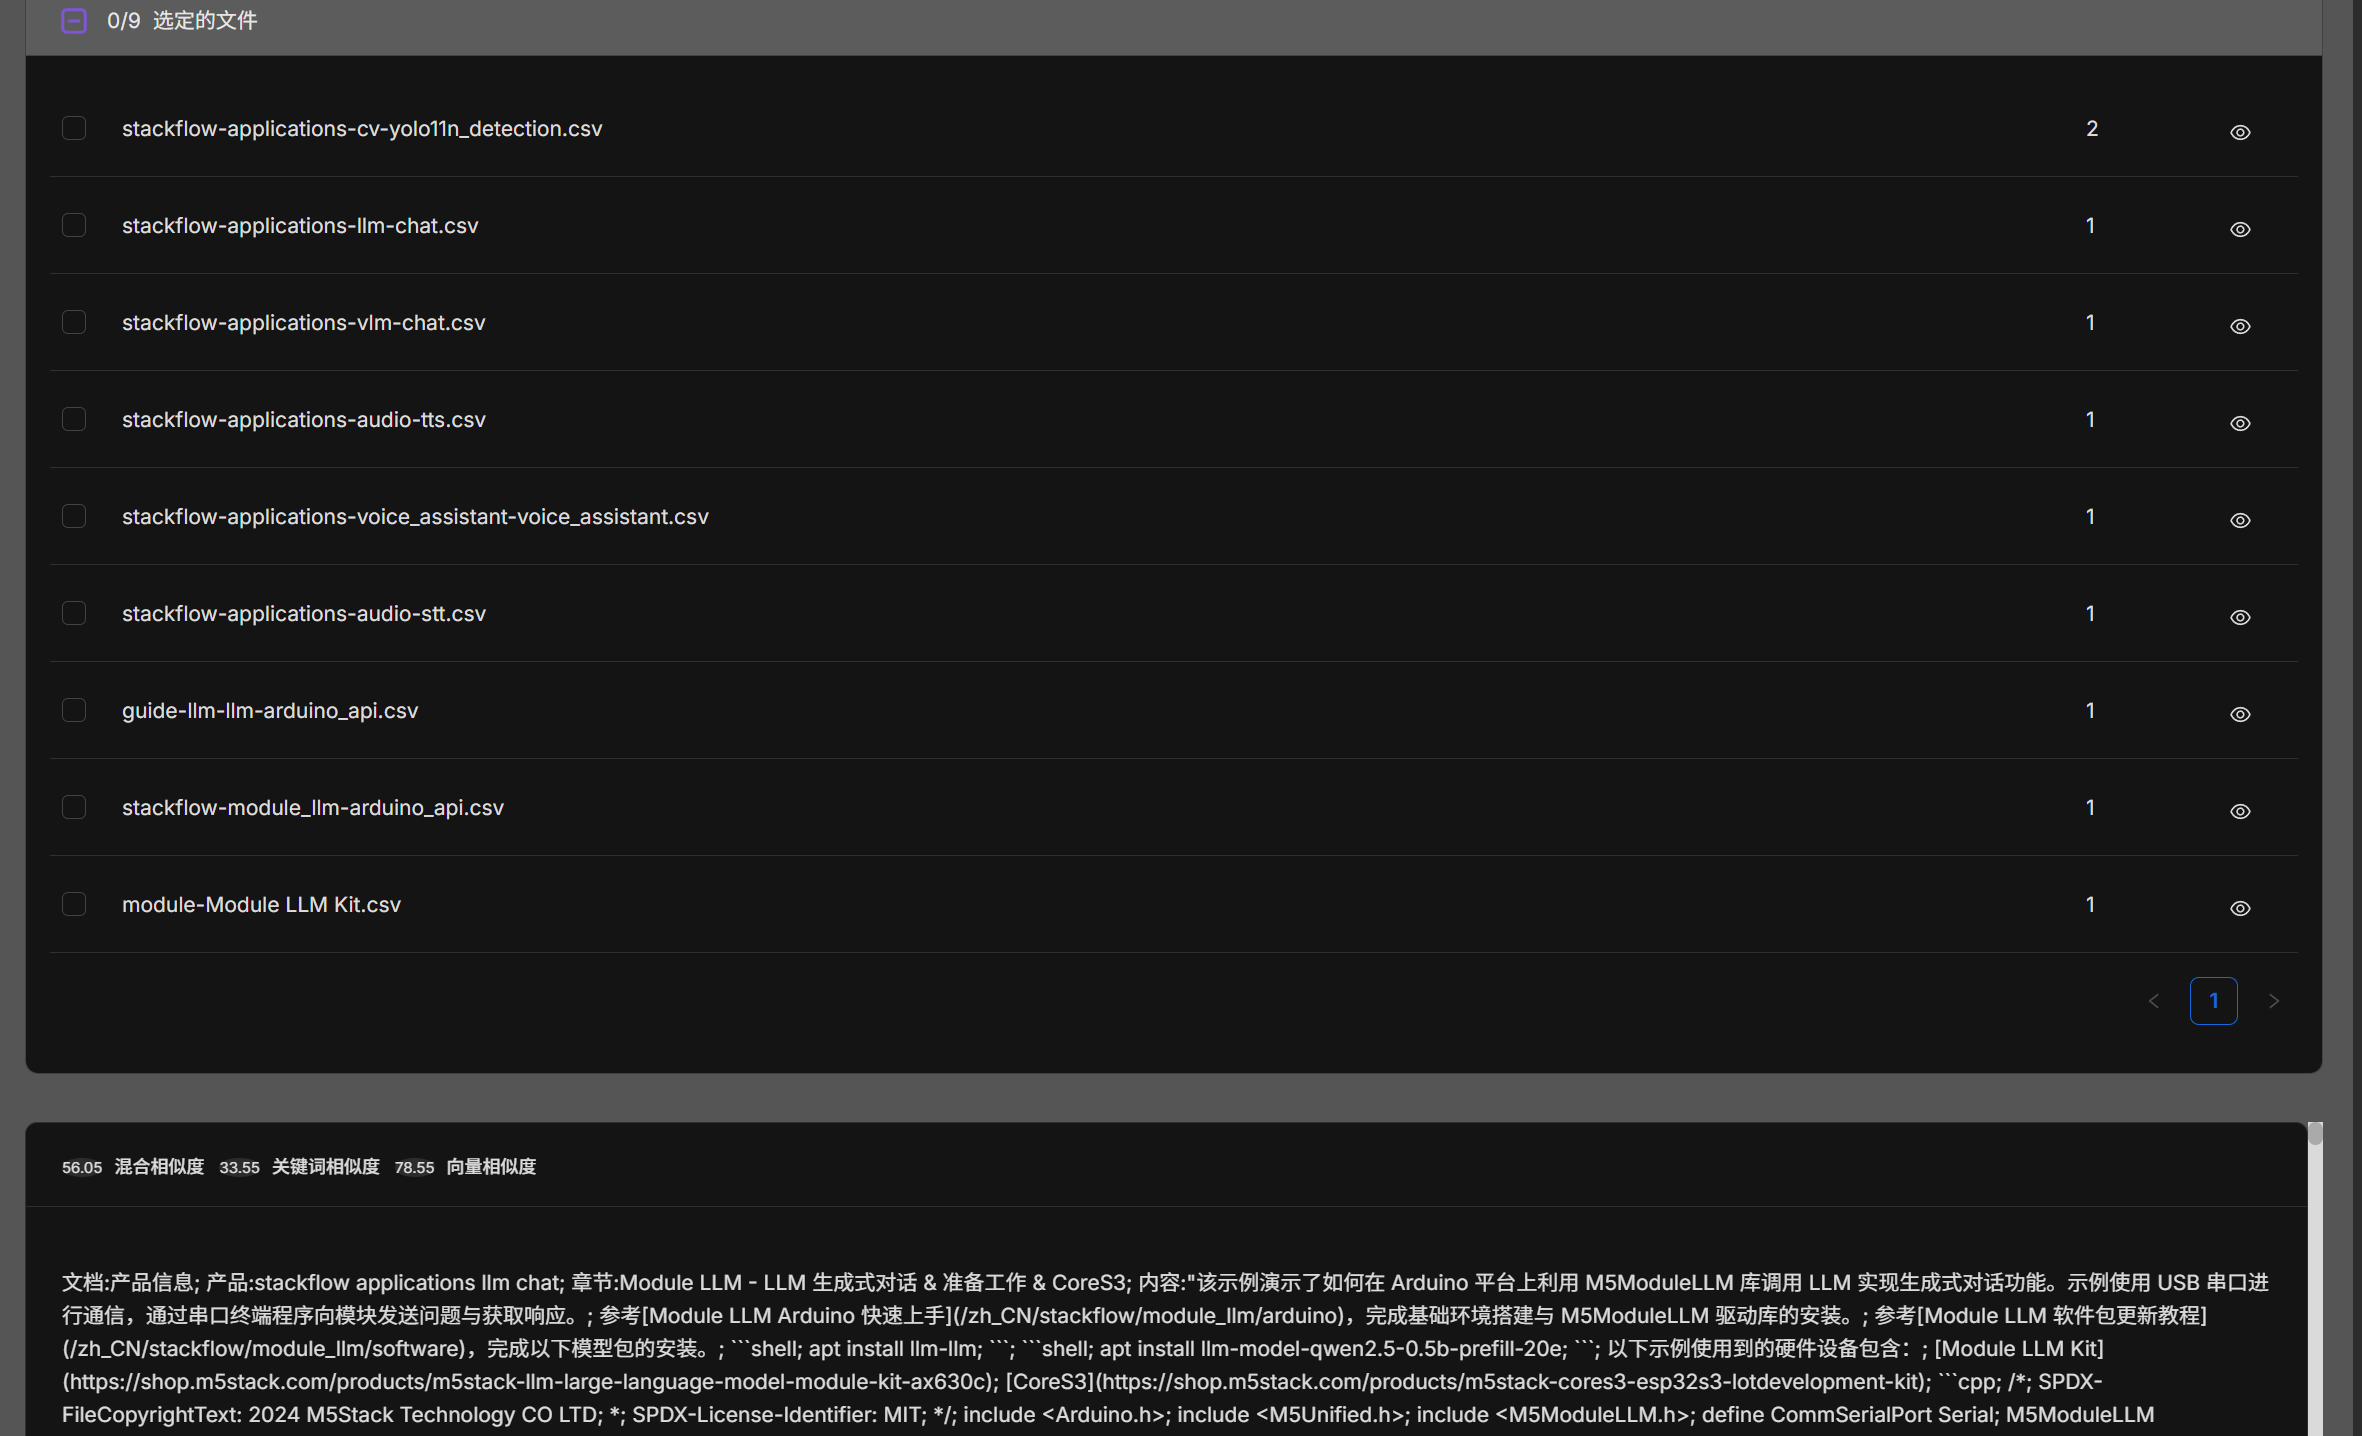 0/9 选定的文件
stackflow-applications-cv-yolo11n_detection.csv 2
stackflow-applications-llm-chat.csv 1
stackflow-applications-vlm-chat.csv 1
stackflow-applications-audio-tts.csv 1
stackflow-applications-voice_assistant-voice_assistant.csv 1
stackflow-applications-audio-stt.csv 1
guide-llm-llm-arduino_api.csv 1
stackflow-module_llm-arduino_api.csv 1
module-Module LLM Kit.csv 1
< 1 >
56.05 混合相似度 33.55 关键词相似度 78.55 向量相似度
文档:产品信息; 产品:stackflow applications llm chat; 章节:Module LLM - LLM 生成式对话 & 准备工作 & CoreS3; 内容:"该示例演示了如何在 Arduino 平台上利用 M5ModuleLLM 库调用 LLM 实现生成式对话功能。示例使用 USB 串口进
行通信，通过串口终端程序向模块发送问题与获取响应。; 参考[Module LLM Arduino 快速上手](/zh_CN/stackflow/module_llm/arduino)，完成基础环境搭建与 M5ModuleLLM 驱动库的安装。; 参考[Module LLM 软件包更新教程]
(/zh_CN/stackflow/module_llm/software)，完成以下模型包的安装。; ```shell; apt install llm-llm; ```; ```shell; apt install llm-model-qwen2.5-0.5b-prefill-20e; ```; 以下示例使用到的硬件设备包含：; [Module LLM Kit]
(https://shop.m5stack.com/products/m5stack-llm-large-language-model-module-kit-ax630c); [CoreS3](https://shop.m5stack.com/products/m5stack-cores3-esp32s3-lotdevelopment-kit); ```cpp; /*; SPDX-
FileCopyrightText: 2024 M5Stack Technology CO LTD; *; SPDX-License-Identifier: MIT; */; include <Arduino.h>; include <M5Unified.h>; include <M5ModuleLLM.h>; define CommSerialPort Serial; M5ModuleLLM